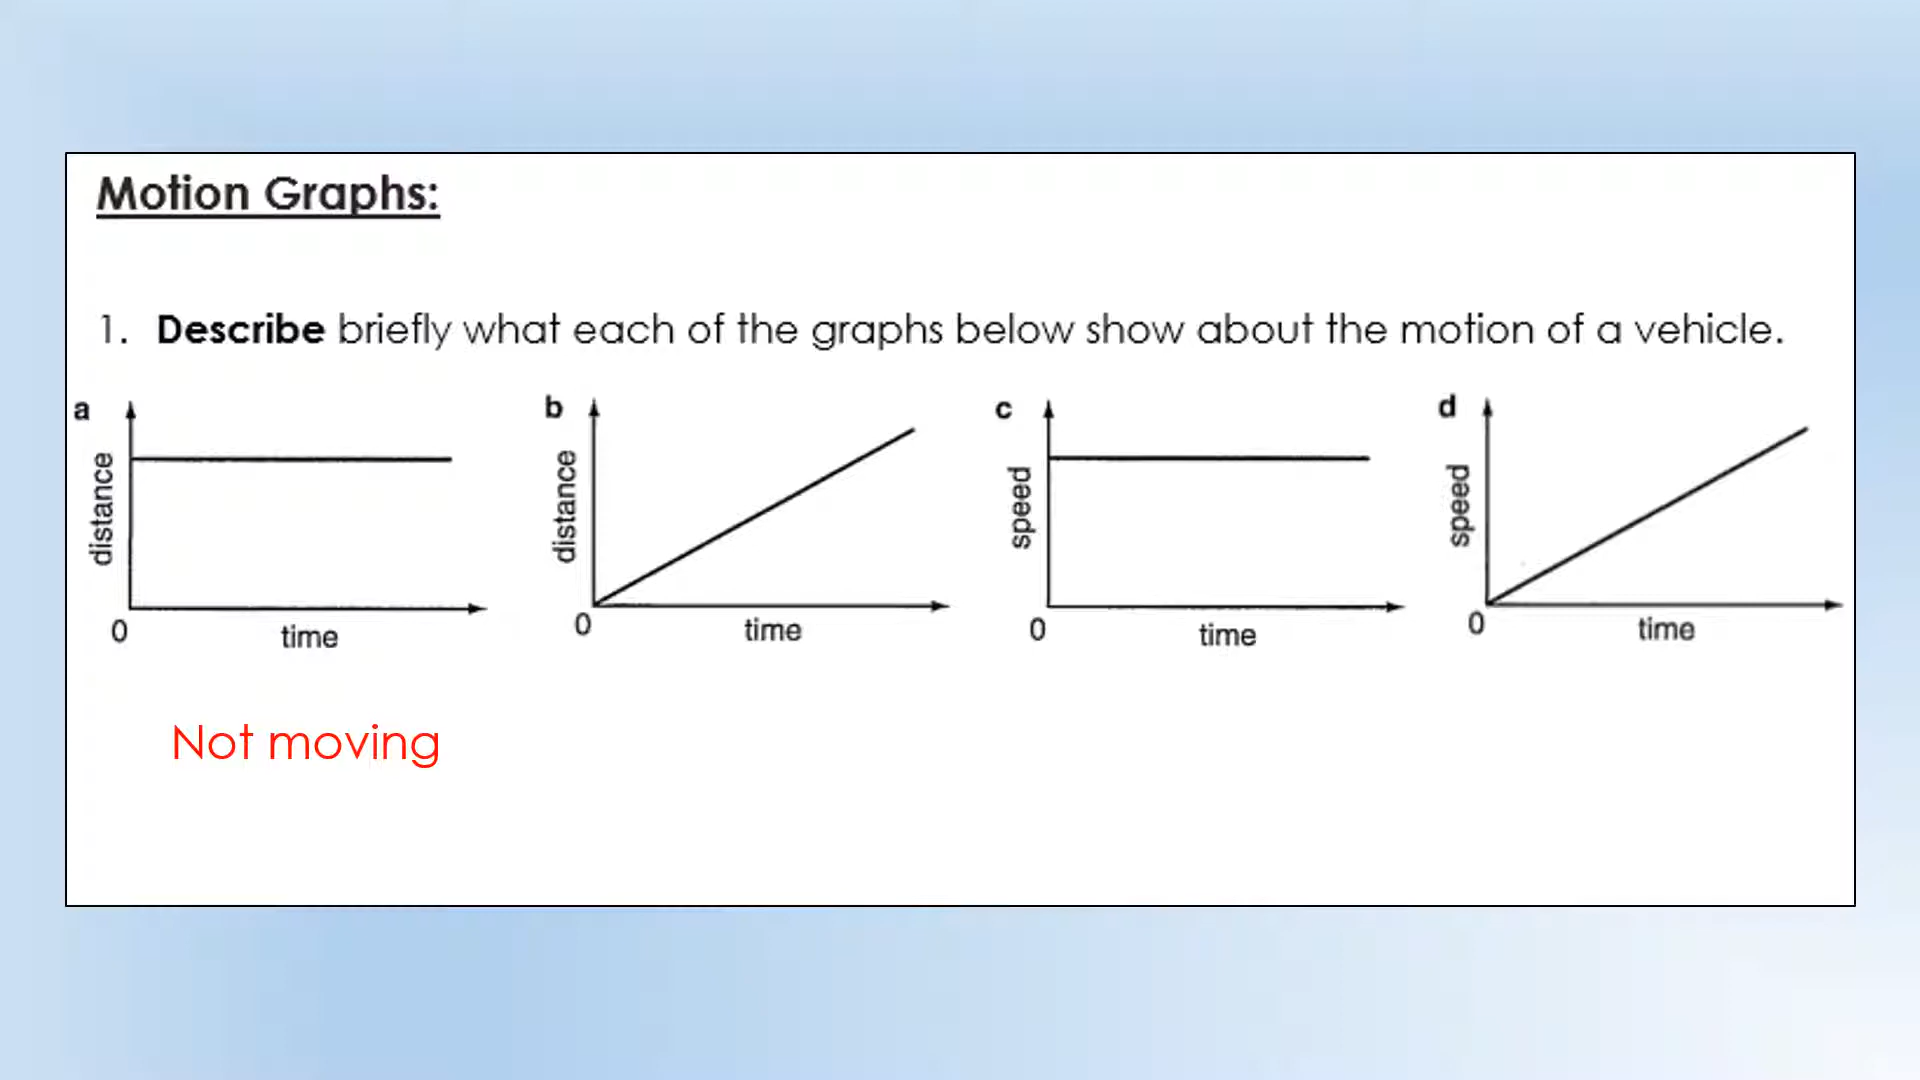 Motion Graphs:
1. Describe briefly what each of the graphs below show about the motion of a vehicle.
a
distance
0
time
b
distance
0
time
c
speed
0
time
d
speed
0
time
Not moving